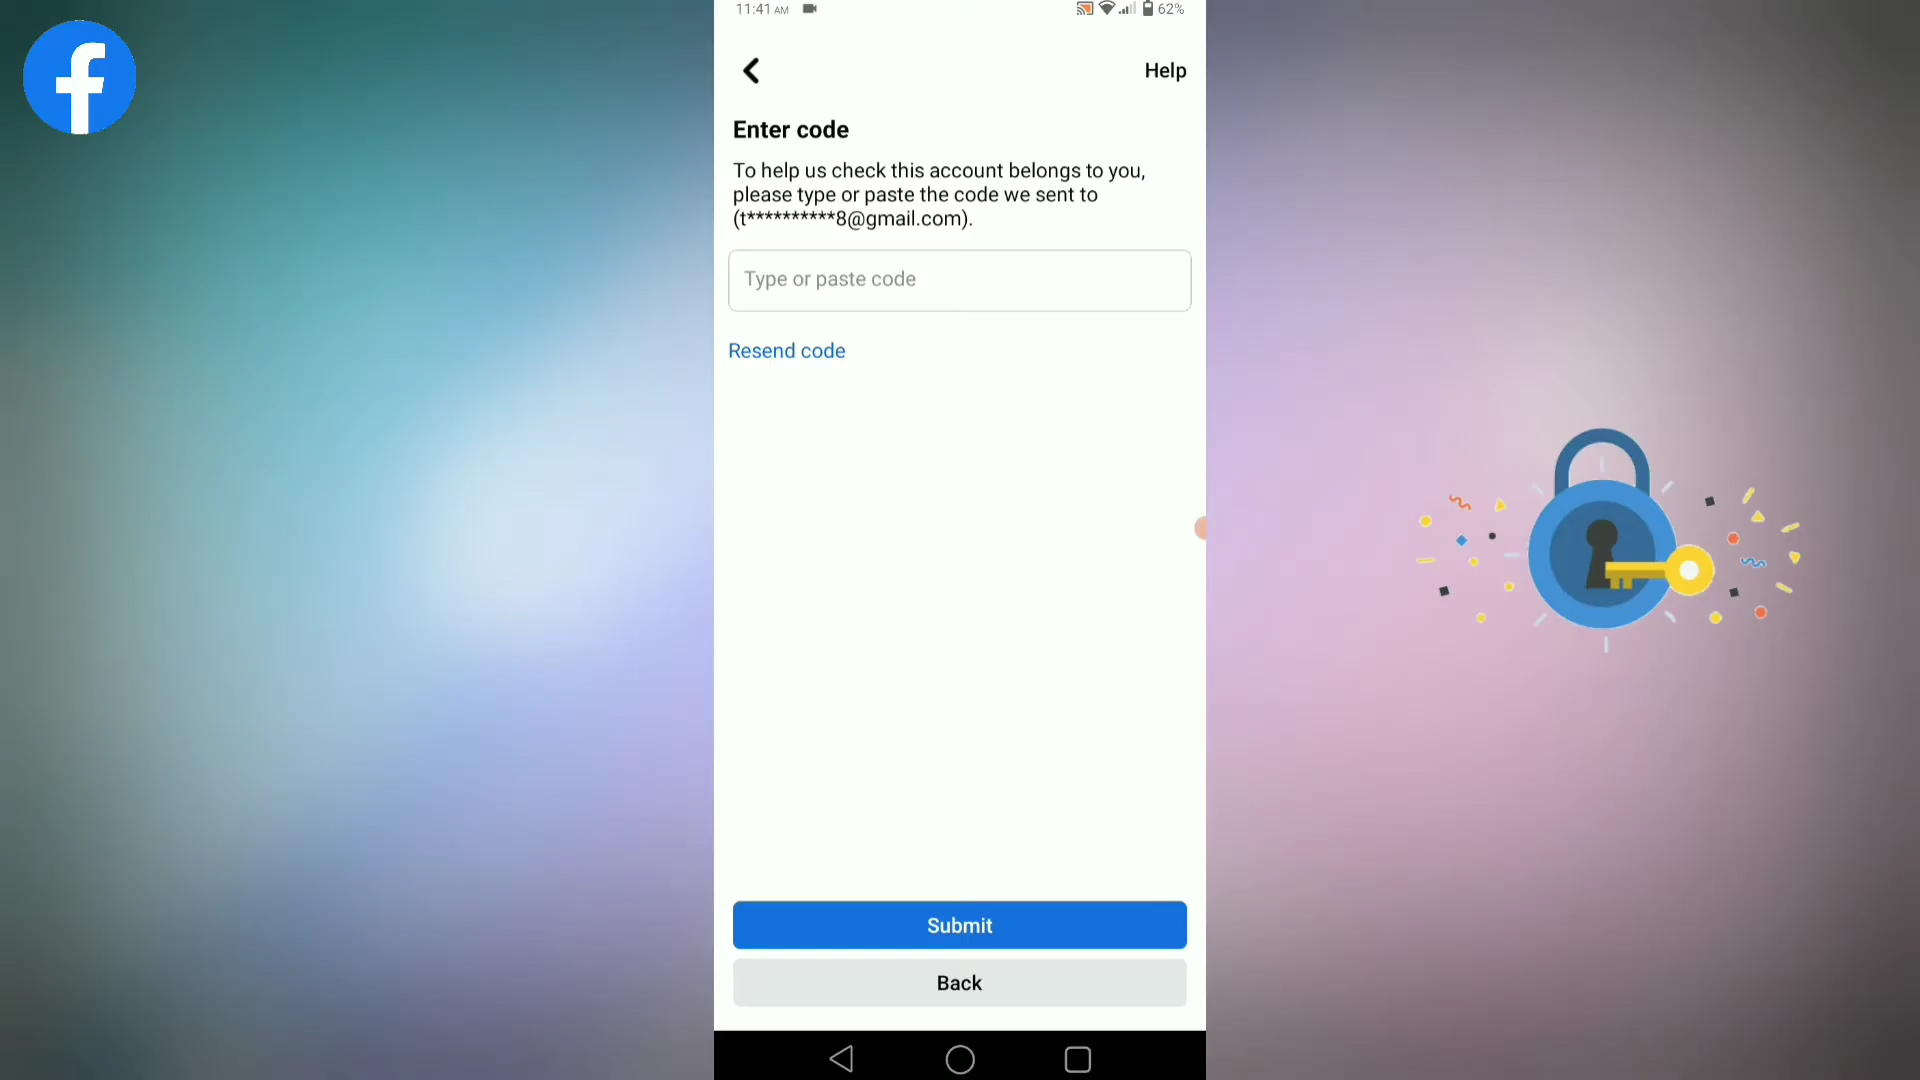 11:41 AM
62%
Help
Enter code
To help us check this account belongs to you,
please type or paste the code we sent to
(t**********8@gmail.com).
Type or paste code
Resend code
Submit
Back